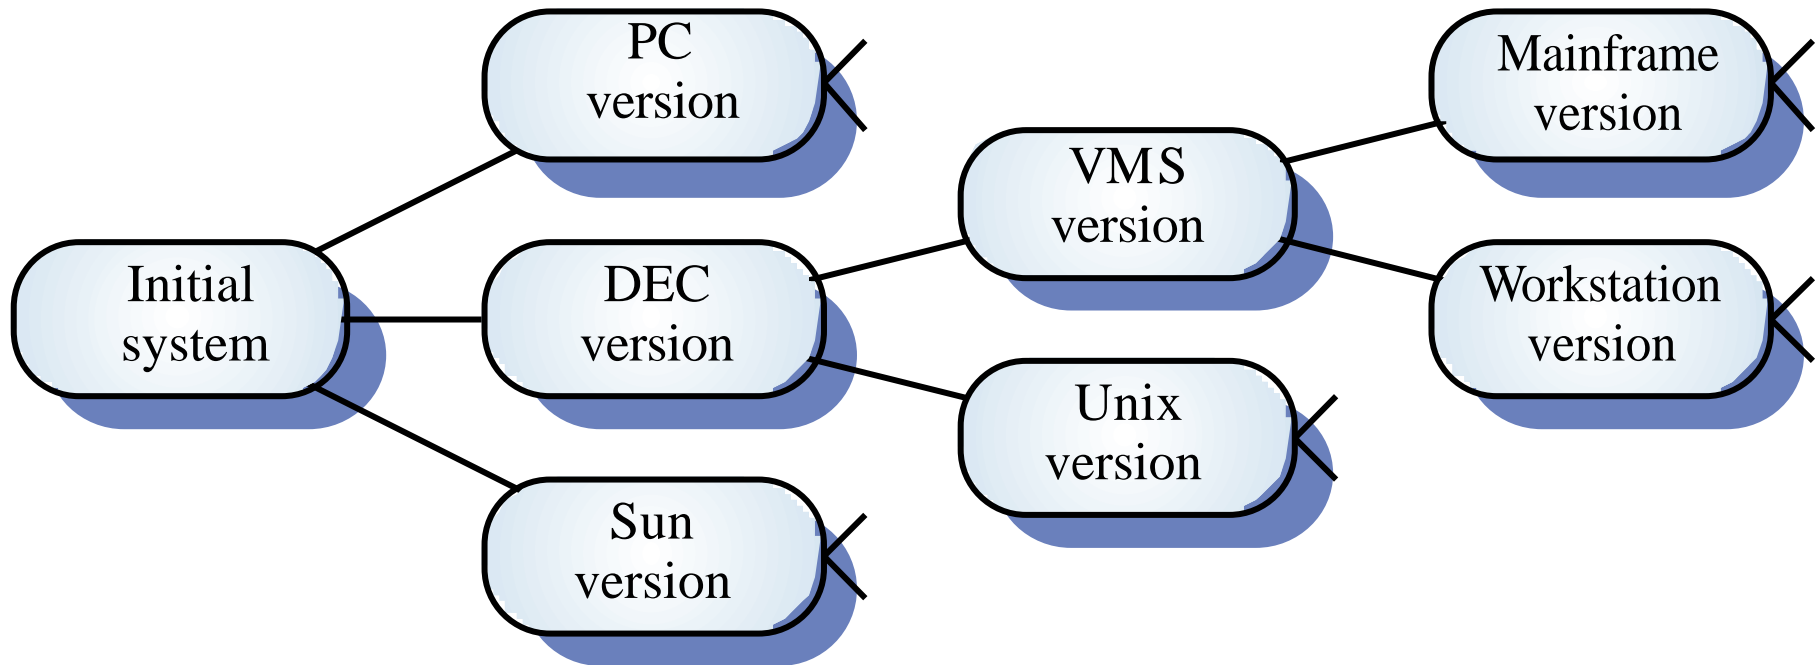 PC
version
Mainframe
version
VMS
version
Initial
system
DEC
version
Workstation
version
Unix
version
Sun
version